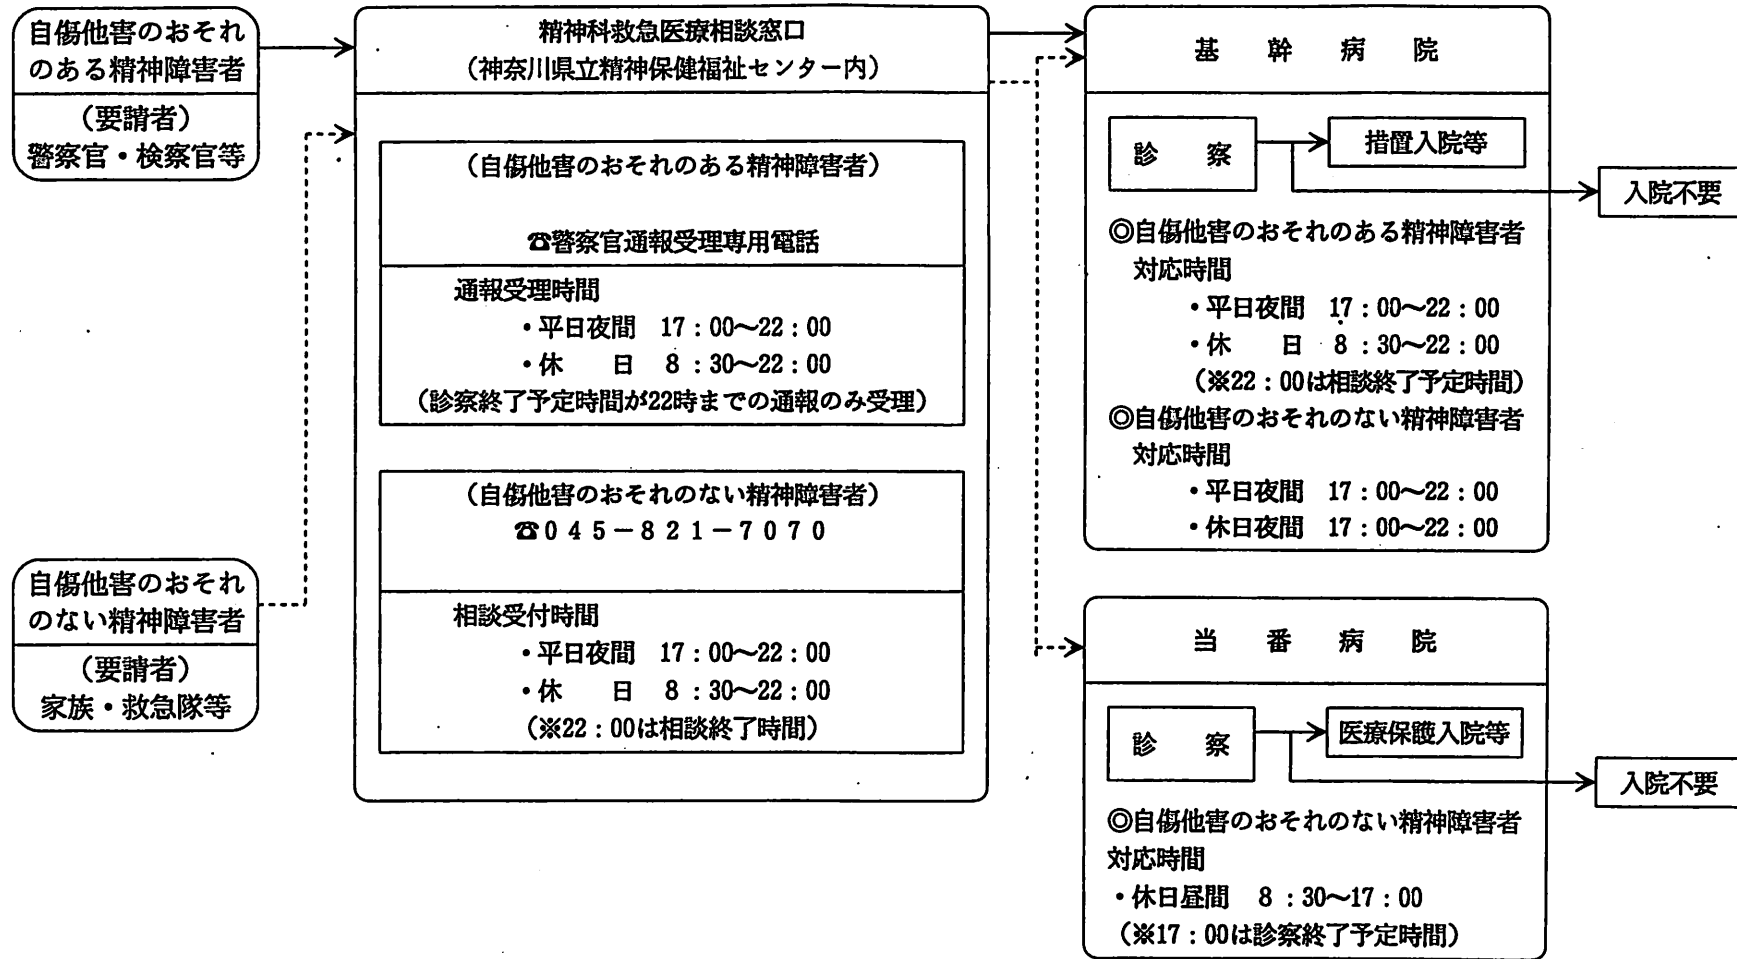 自傷他害のおそれ
のある精神障害者
（要請者）
警察官・検察官等
自傷他害のおそれ
のない精神障害者
（要請者）
家族・救急隊等
精神科救急医療相談窓口
（神奈川県立精神保健福祉センター内）
（自傷他害のおそれのある精神障害者）
☎警察官通報受理専用電話
通報受理時間
・平日夜間　17：00〜22：00
・休　　日　8：30〜22：00
（診察終了予定時間が22時までの通報のみ受理）
（自傷他害のおそれのない精神障害者）
☎０４５－８２１－７０７０
相談受付時間
・平日夜間　17：00〜22：00
・休　　日　8：30〜22：00
（※22：00は相談終了時間）
基　幹　病　院
診　察
措置入院等
入院不要
◎自傷他害のおそれのある精神障害者
対応時間
・平日夜間　17：00〜22：00
・休　　日　8：30〜22：00
（※22：00は相談終了予定時間）
◎自傷他害のおそれのない精神障害者
対応時間
・平日夜間　17：00〜22：00
・休日夜間　17：00〜22：00
当　番　病　院
診　察
医療保護入院等
入院不要
◎自傷他害のおそれのない精神障害者
対応時間
・休日昼間　8：30〜17：00
（※17：00は診察終了予定時間）